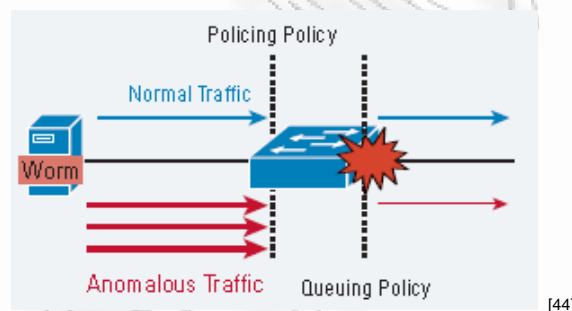 Policing Policy
Normal Traffic
Worm
Anomalous Traffic
Queuing Policy
[44